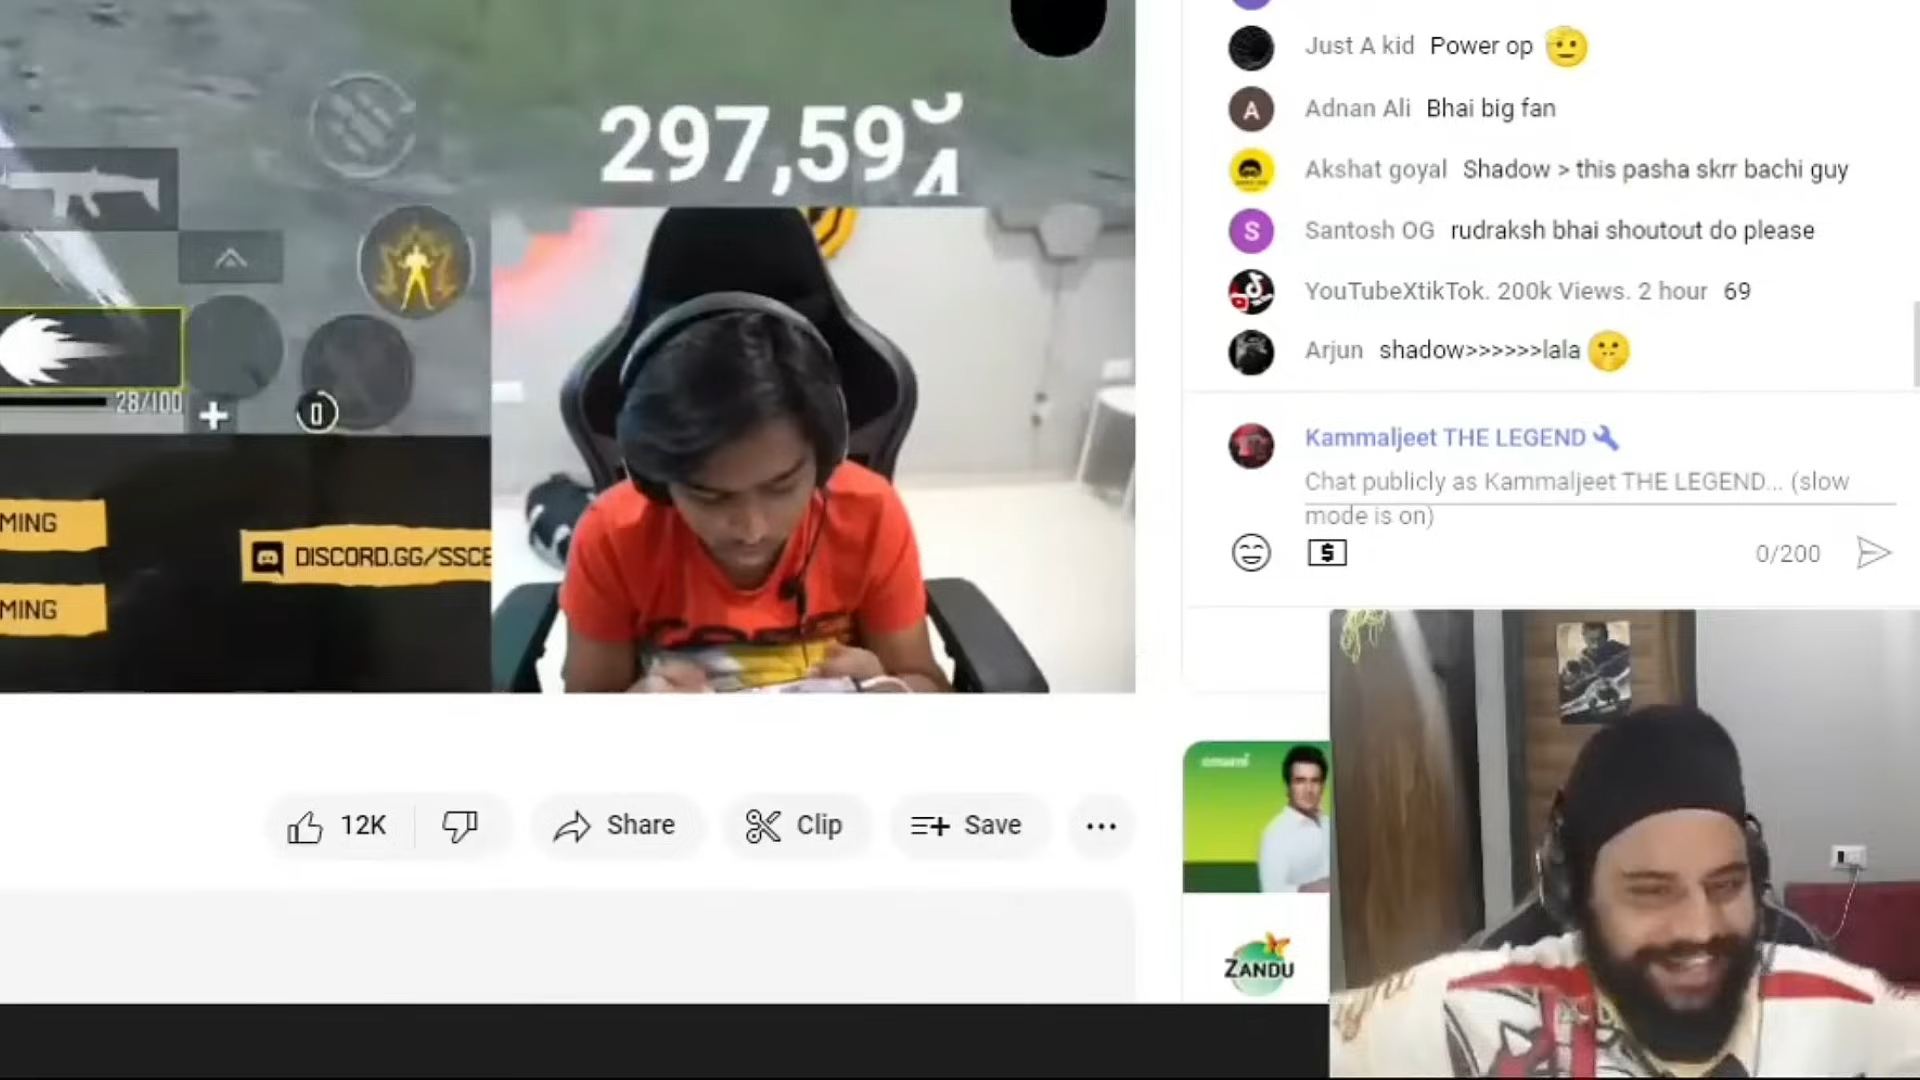 297,59
28/100
0
MING
MING
DISCORD.GG/SSCE
12K
Share
Clip
Save
Just A kid Power op
A Adnan Ali Bhai big fan
Akshat goyal Shadow > this pasha skrr bachi guy
S Santosh OG rudraksh bhai shoutout do please
YouTubeXtikTok. 200k Views. 2 hour 69
Arjun shadow>>>>>>lala
Kammaljeet THE LEGEND
Chat publicly as Kammaljeet THE LEGEND... (slow
mode is on)
$
0/200
ZANDU